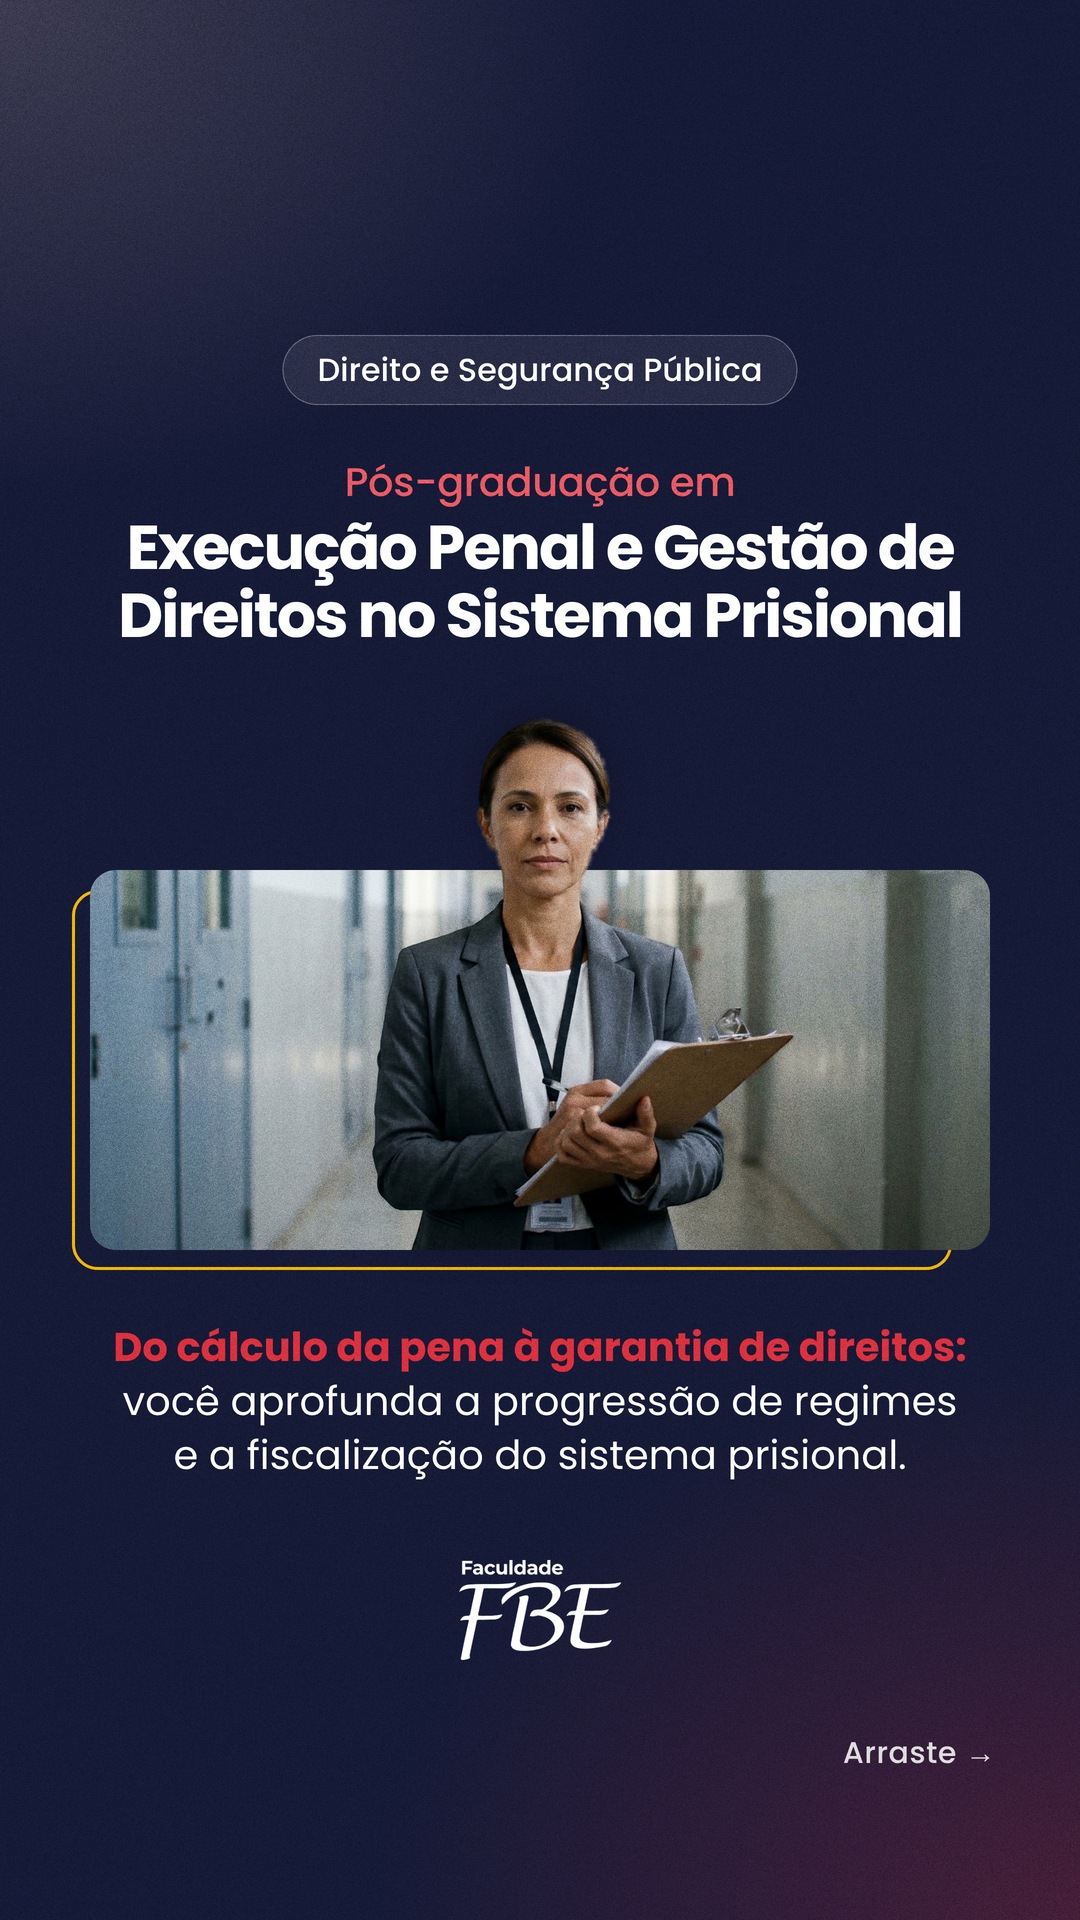 Direito e Segurança Pública
Pós-graduação em
Execução Penal e Gestão de
Direitos no Sistema Prisional
Do cálculo da pena à garantia de direitos:
você aprofunda a progressão de regimes
e a fiscalização do sistema prisional.
Faculdade
FBE
Arraste →